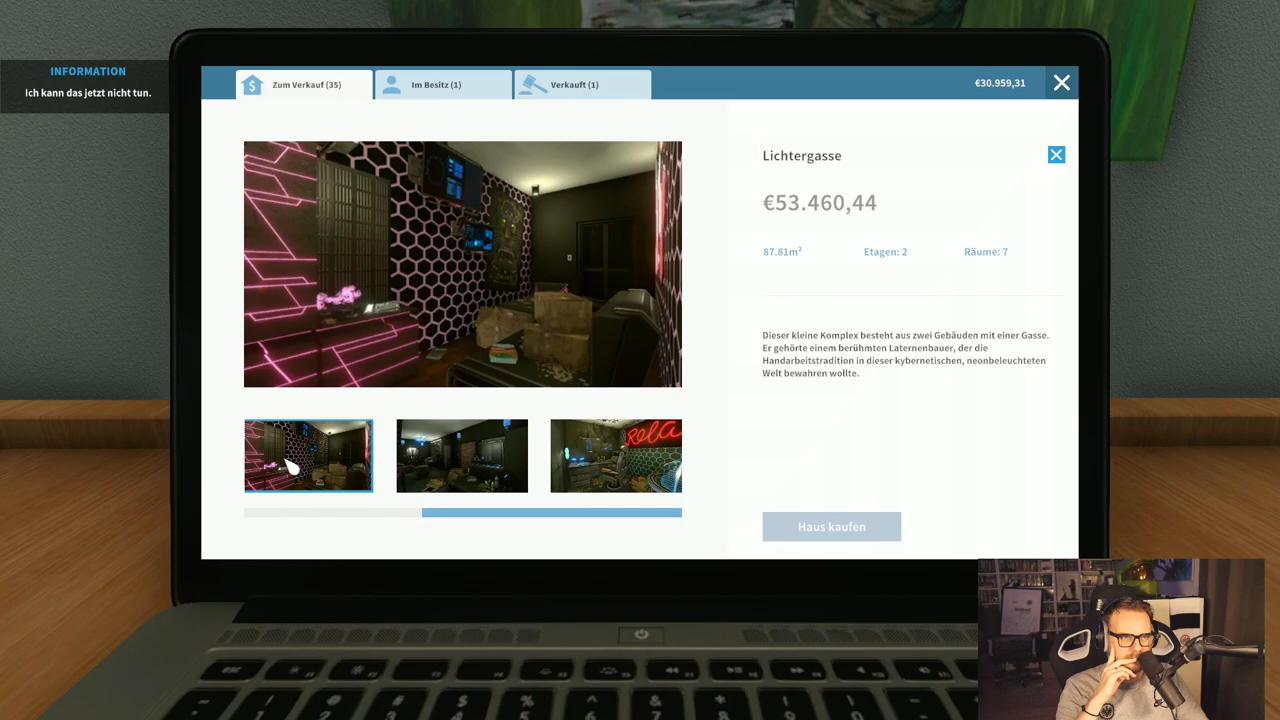 INFORMATION
Ich kann das jetzt nicht tun.
Zum Verkauf (35)
Im Besitz (1)
Verkauft (1)
€30.959,31
Lichtergasse
€53.460,44
87.81m²
Etagen: 2
Räume: 7
Dieser kleine Komplex besteht aus zwei Gebäuden mit einer Gasse.
Er gehörte einem berühmten Laternenbauer, der die
Handarbeitstradition in dieser kybernetischen, neonbeleuchteten
Welt bewahren wollte.
Rela
Haus kaufen